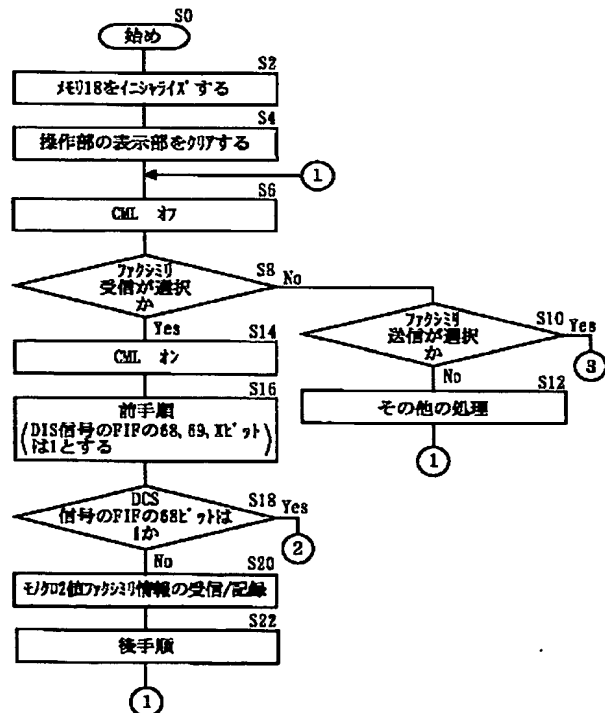 S0
始め
S2
メモリ18をイニシャライズする
S4
操作部の表示部をクリアする
1
S6
CML オフ
S8
ファクシミリ
受信が選択
か
No
Yes
S10
ファクシミリ
送信が選択
か
Yes
3
No
S12
その他の処理
1
S14
CML オン
S16
前手順
(DIS信号のFIFの68、69、Xビット
は1とする)
S18
DCS
信号のFIFの68ビットは
1か
Yes
2
No
S20
モノクロ2値ファクシミリ情報の受信/記録
S22
後手順
1